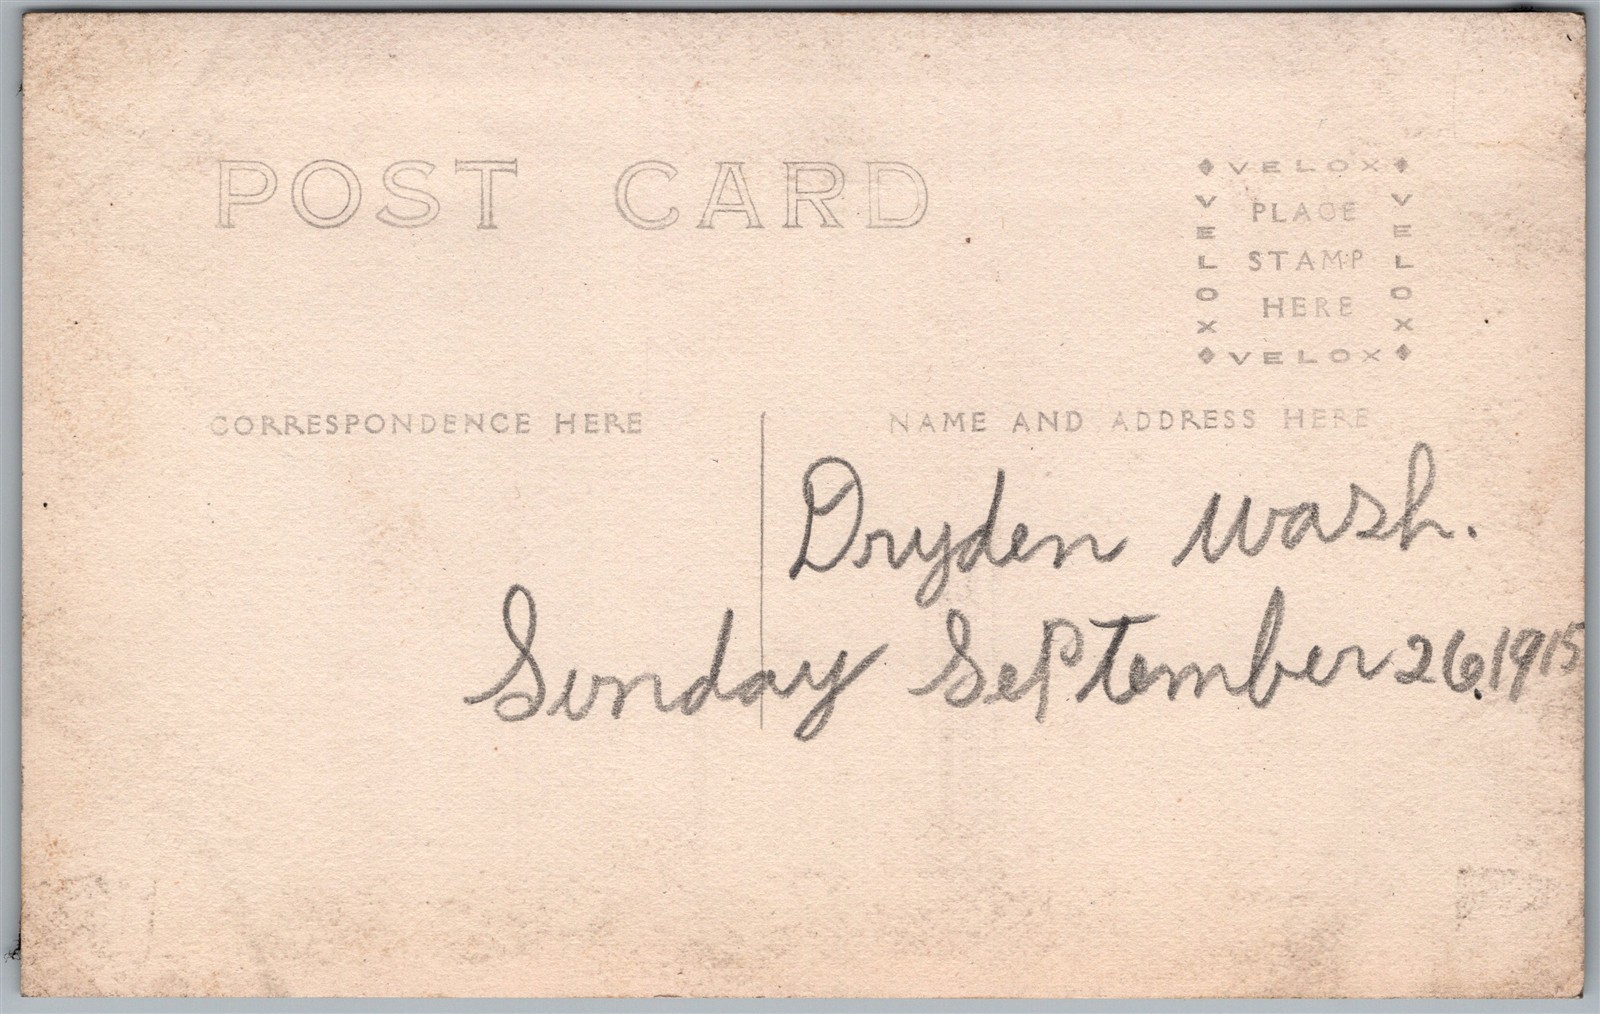 POST CARD
VELOX
VELOX
PLACE
STAMP
HERE
VELOX
VELOX
CORRESPONDENCE HERE
NAME AND ADDRESS HERE
Dryden Wash.
Sunday September 26.1915